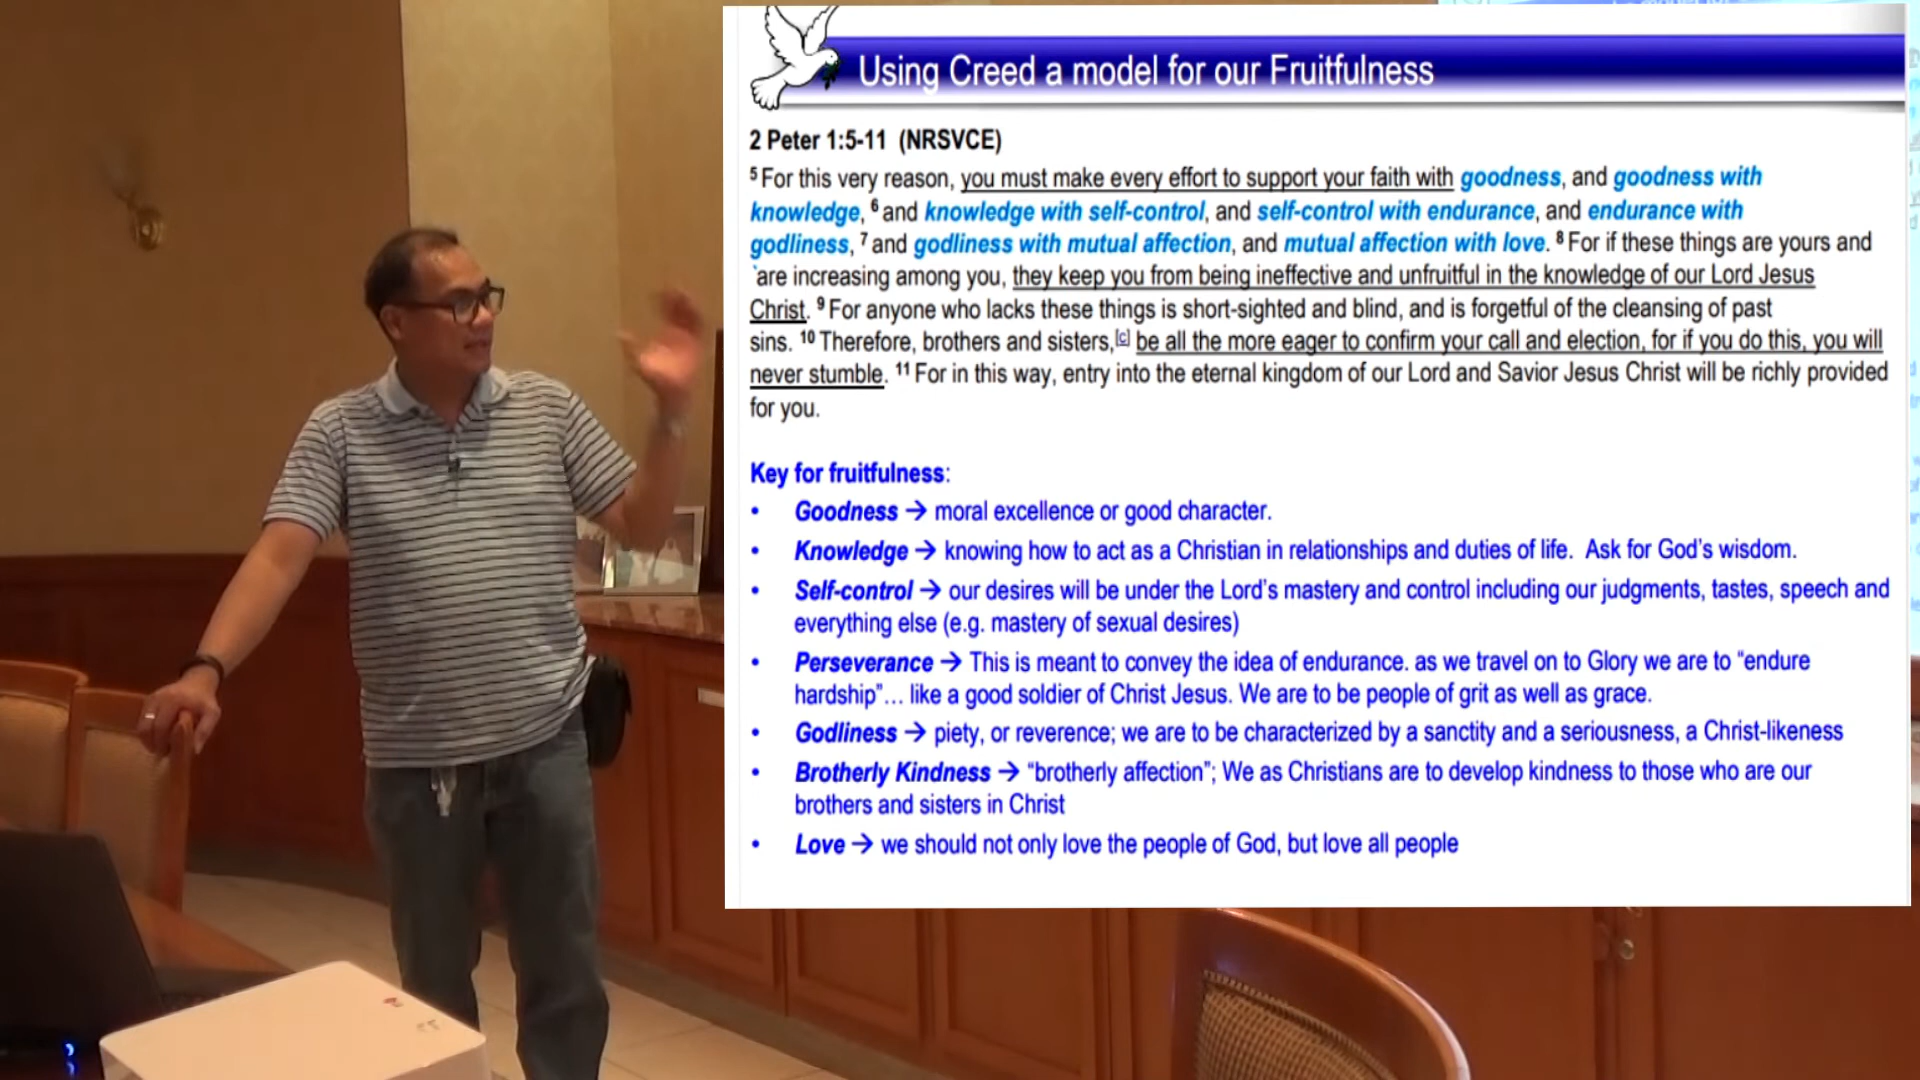 Using Creed a model for our Fruitfulness
2 Peter 1:5-11 (NRSVCE)
5 For this very reason, you must make every effort to support your faith with goodness, and goodness with
knowledge, 6 and knowledge with self-control, and self-control with endurance, and endurance with
godliness, 7 and godliness with mutual affection, and mutual affection with love. 8 For if these things are yours and
are increasing among you, they keep you from being ineffective and unfruitful in the knowledge of our Lord Jesus
Christ. 9 For anyone who lacks these things is short-sighted and blind, and is forgetful of the cleansing of past
sins. 10 Therefore, brothers and sisters,[c] be all the more eager to confirm your call and election, for if you do this, you will
never stumble. 11 For in this way, entry into the eternal kingdom of our Lord and Savior Jesus Christ will be richly provided
for you.
Key for fruitfulness:
• Goodness → moral excellence or good character.
• Knowledge → knowing how to act as a Christian in relationships and duties of life. Ask for God's wisdom.
• Self-control → our desires will be under the Lord's mastery and control including our judgments, tastes, speech and
everything else (e.g. mastery of sexual desires)
• Perseverance → This is meant to convey the idea of endurance. as we travel on to Glory we are to “endure
hardship”… like a good soldier of Christ Jesus. We are to be people of grit as well as grace.
• Godliness → piety, or reverence; we are to be characterized by a sanctity and a seriousness, a Christ-likeness
• Brotherly Kindness → “brotherly affection”; We as Christians are to develop kindness to those who are our
brothers and sisters in Christ
• Love → we should not only love the people of God, but love all people